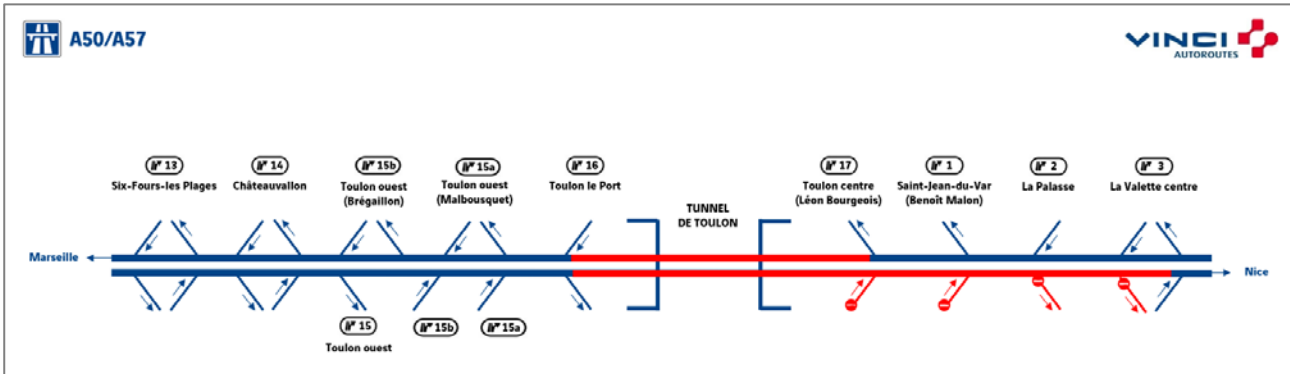 A50/A57
VINCI
AUTOROUTES
13
Six-Fours-les Plages
14
Châteauvallon
15b
Toulon ouest
(Brégaillon)
15a
Toulon ouest
(Malbousquet)
16
Toulon le Port
TUNNEL
DE TOULON
17
Toulon centre
(Léon Bourgeois)
1
Saint-Jean-du-Var
(Benoît Malon)
2
La Palasse
3
La Valette centre
Marseille
Nice
15
Toulon ouest
15b
15a